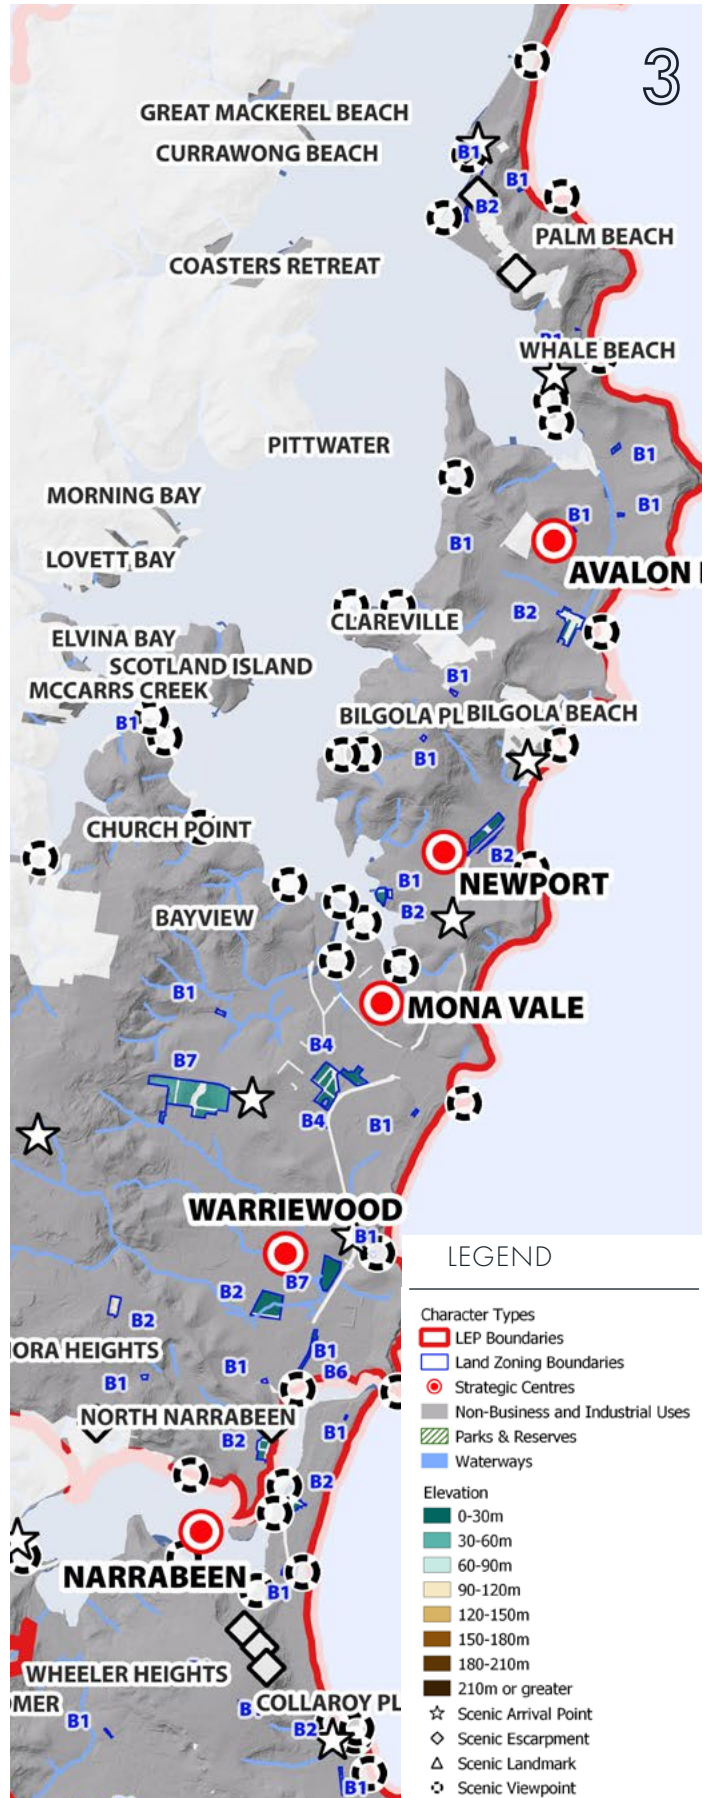 3
GREAT MACKEREL BEACH
CURRAWONG BEACH
B1
B1
B2
PALM BEACH
COASTERS RETREAT
WHALE BEACH
PITTWATER
B1
MORNING BAY
B1
B1
B1
LOVETT BAY
AVALON
B2
CLAREVILLE
ELVINA BAY
SCOTLAND ISLAND
B1
MCCARRS CREEK
B1
BILGOLA PL
BILGOLA BEACH
B1
CHURCH POINT
B2
B1
NEWPORT
BAYVIEW
B2
B1
MONA VALE
B4
B7
B4
B1
WARRIEWOOD
B1
B7
B2
B2
ORA HEIGHTS
B1
B1
B6
B1
NORTH NARRABEEN
B1
B2
B2
NARRABEEN
B1
WHEELER HEIGHTS
OMER
COLLAROY PL
B1
B2
B1
LEGEND
Character Types
LEP Boundaries
Land Zoning Boundaries
Strategic Centres
Non-Business and Industrial Uses
Parks & Reserves
Waterways
Elevation
0-30m
30-60m
60-90m
90-120m
120-150m
150-180m
180-210m
210m or greater
Scenic Arrival Point
Scenic Escarpment
Scenic Landmark
Scenic Viewpoint